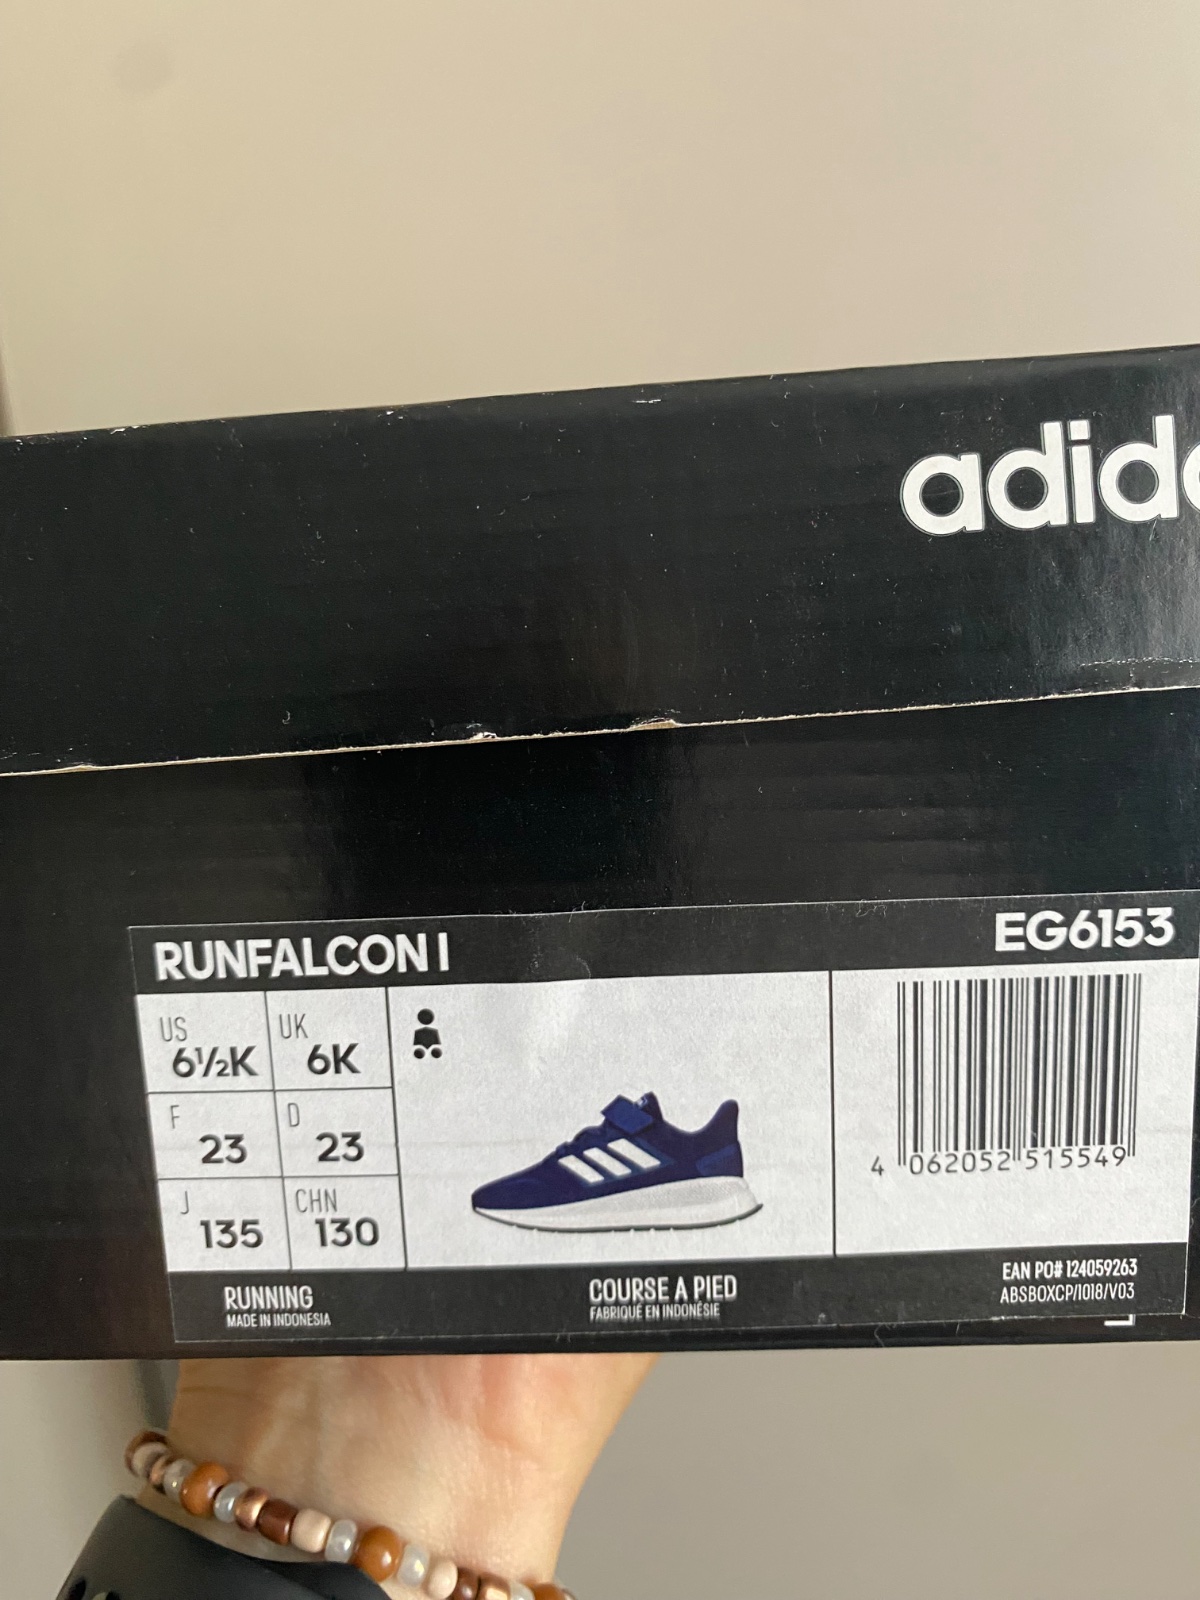 adida
RUNFALCON I
EG6153
US
6½K
UK
6K
F
23
D
23
J
135
CHN
130
4 062052 515549
RUNNING
MADE IN INDONESIA
COURSE A PIED
FABRIQUÉ EN INDONÉSIE
EAN PO# 124059263
ABSBOXCP/1018/V03